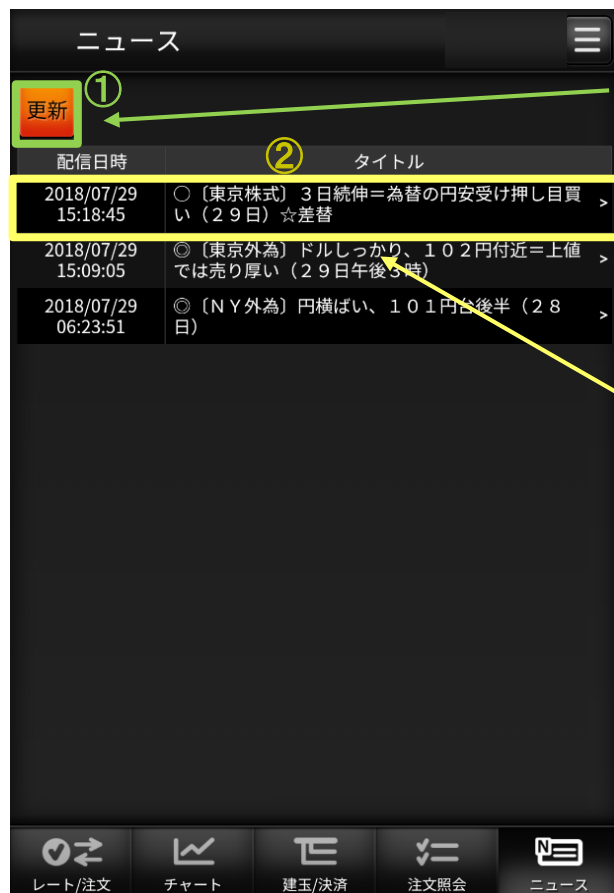 ニュース
①
更新
②
配信日時 タイトル
2018/07/29 ○〔東京株式〕３日続伸＝為替の円安受け押し目買
15:18:45 い（２９日）☆差替 >
2018/07/29 ◎〔東京外為〕ドルしっかり、１０２円付近＝上値
15:09:05 では売り厚い（２９日午後３時） >
2018/07/29 ◎〔ＮＹ外為〕円横ばい、１０１円台後半（２８
06:23:51 日） >
N
レート/注文 チャート 建玉/決済 注文照会 ニュース